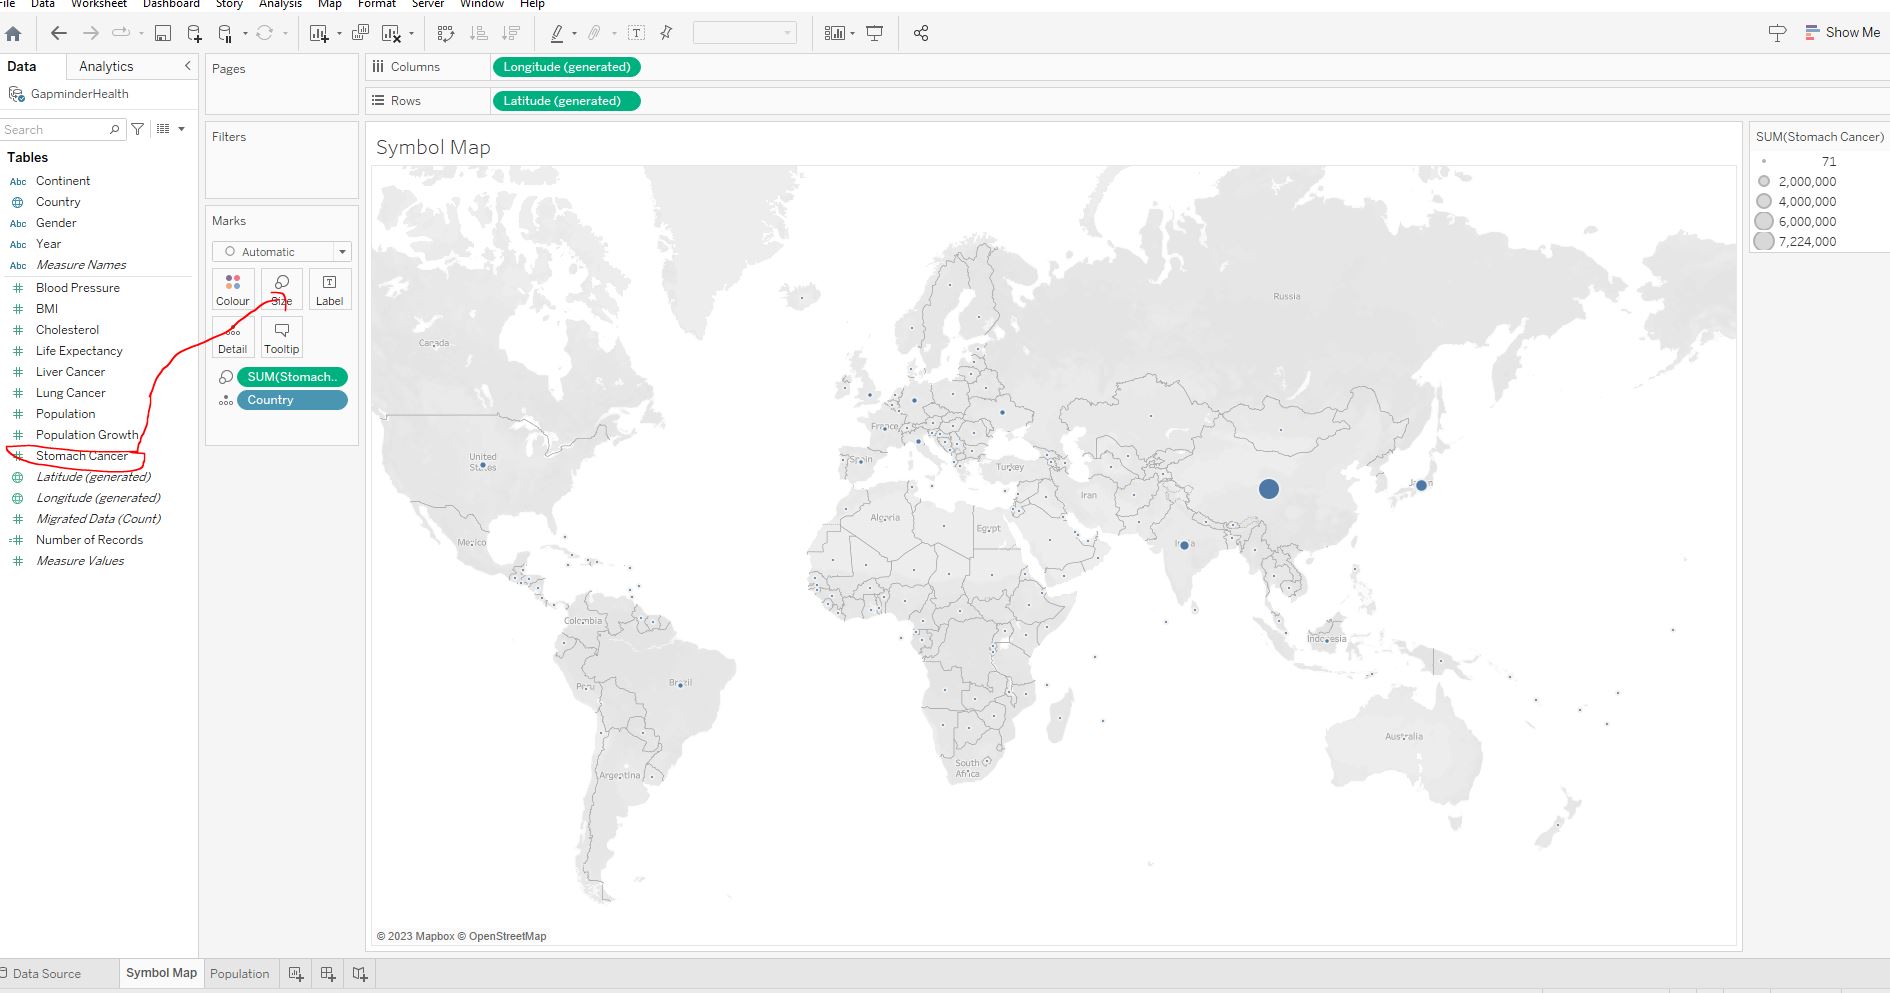 File Data Worksheet Dashboard Story Analysis Map Format Server Window Help
Show Me
Data Analytics
GapminderHealth
Search
Tables
Abc Continent
Country
Abc Gender
Abc Year
Abc Measure Names
Blood Pressure
BMI
Cholesterol
Life Expectancy
Liver Cancer
Lung Cancer
Population
Population Growth
Stomach Cancer
Latitude (generated)
Longitude (generated)
Migrated Data (Count)
Number of Records
Measure Values
Pages
Filters
Marks
Automatic
Colour Size Label
Detail Tooltip
SUM(Stomach..
Country
Columns Longitude (generated)
Rows Latitude (generated)
Symbol Map
Russia
Canada
France
United
States
Spain
Turkey
Iran
Japan
Algeria
Egypt
Mexico
India
Colombia
Indonesia
Brazil
Peru
Australia
South
Africa
Argentina
© 2023 Mapbox © OpenStreetMap
SUM(Stomach Cancer)
71
2,000,000
4,000,000
6,000,000
7,224,000
Data Source Symbol Map Population